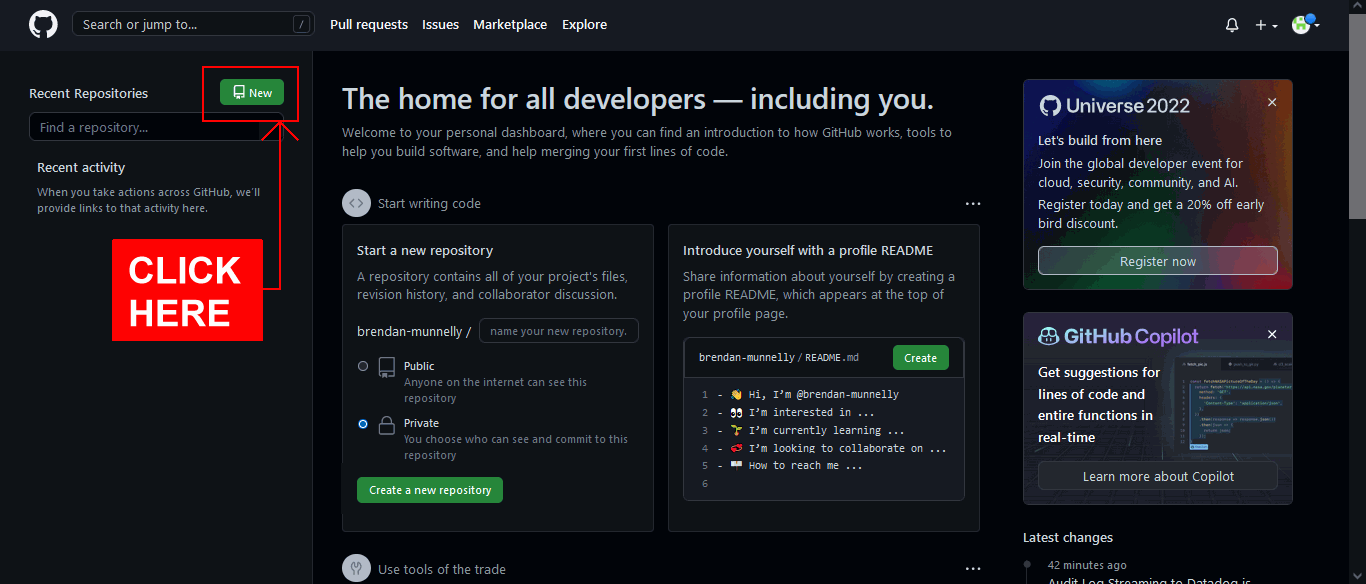 Search or jump to...
/
Pull requests
Issues
Marketplace
Explore
Recent Repositories
New
Find a repository...
Recent activity
When you take actions across GitHub, we'll
provide links to that activity here.
CLICK
HERE
The home for all developers — including you.
Welcome to your personal dashboard, where you can find an introduction to how GitHub works, tools to
help you build software, and help merging your first lines of code.
Start writing code
Start a new repository
A repository contains all of your project's files,
revision history, and collaborator discussion.
brendan-munnelly /
name your new repository.
Public
Anyone on the internet can see this
repository
Private
You choose who can see and commit to this
repository
Create a new repository
Introduce yourself with a profile README
Share information about yourself by creating a
profile README, which appears at the top of
your profile page.
brendan-munnelly / README.md
Create
1 - 👋 Hi, I'm @brendan-munnelly
2 - 👀 I'm interested in ...
3 - 🌱 I'm currently learning ...
4 - 💞️ I'm looking to collaborate on ...
5 - 📫 How to reach me ...
6
Use tools of the trade
Universe 2022
Let's build from here
Join the global developer event for
cloud, security, community, and AI.
Register today and get a 20% off early
bird discount.
Register now
GitHub Copilot
Get suggestions for
lines of code and
entire functions in
real-time
Learn more about Copilot
Latest changes
42 minutes ago
Audit Log Streaming to Datadog is